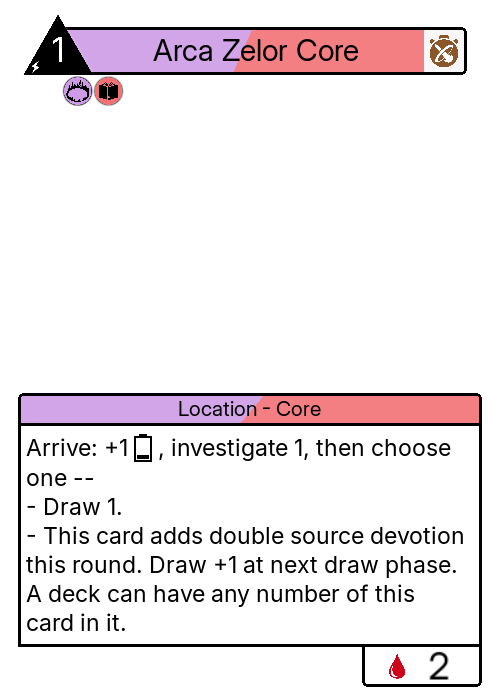 1
Arca Zelor Core
Location - Core
Arrive: +1 , investigate 1, then choose
one --
- Draw 1.
- This card adds double source devotion
this round. Draw +1 at next draw phase.
A deck can have any number of this
card in it.
2